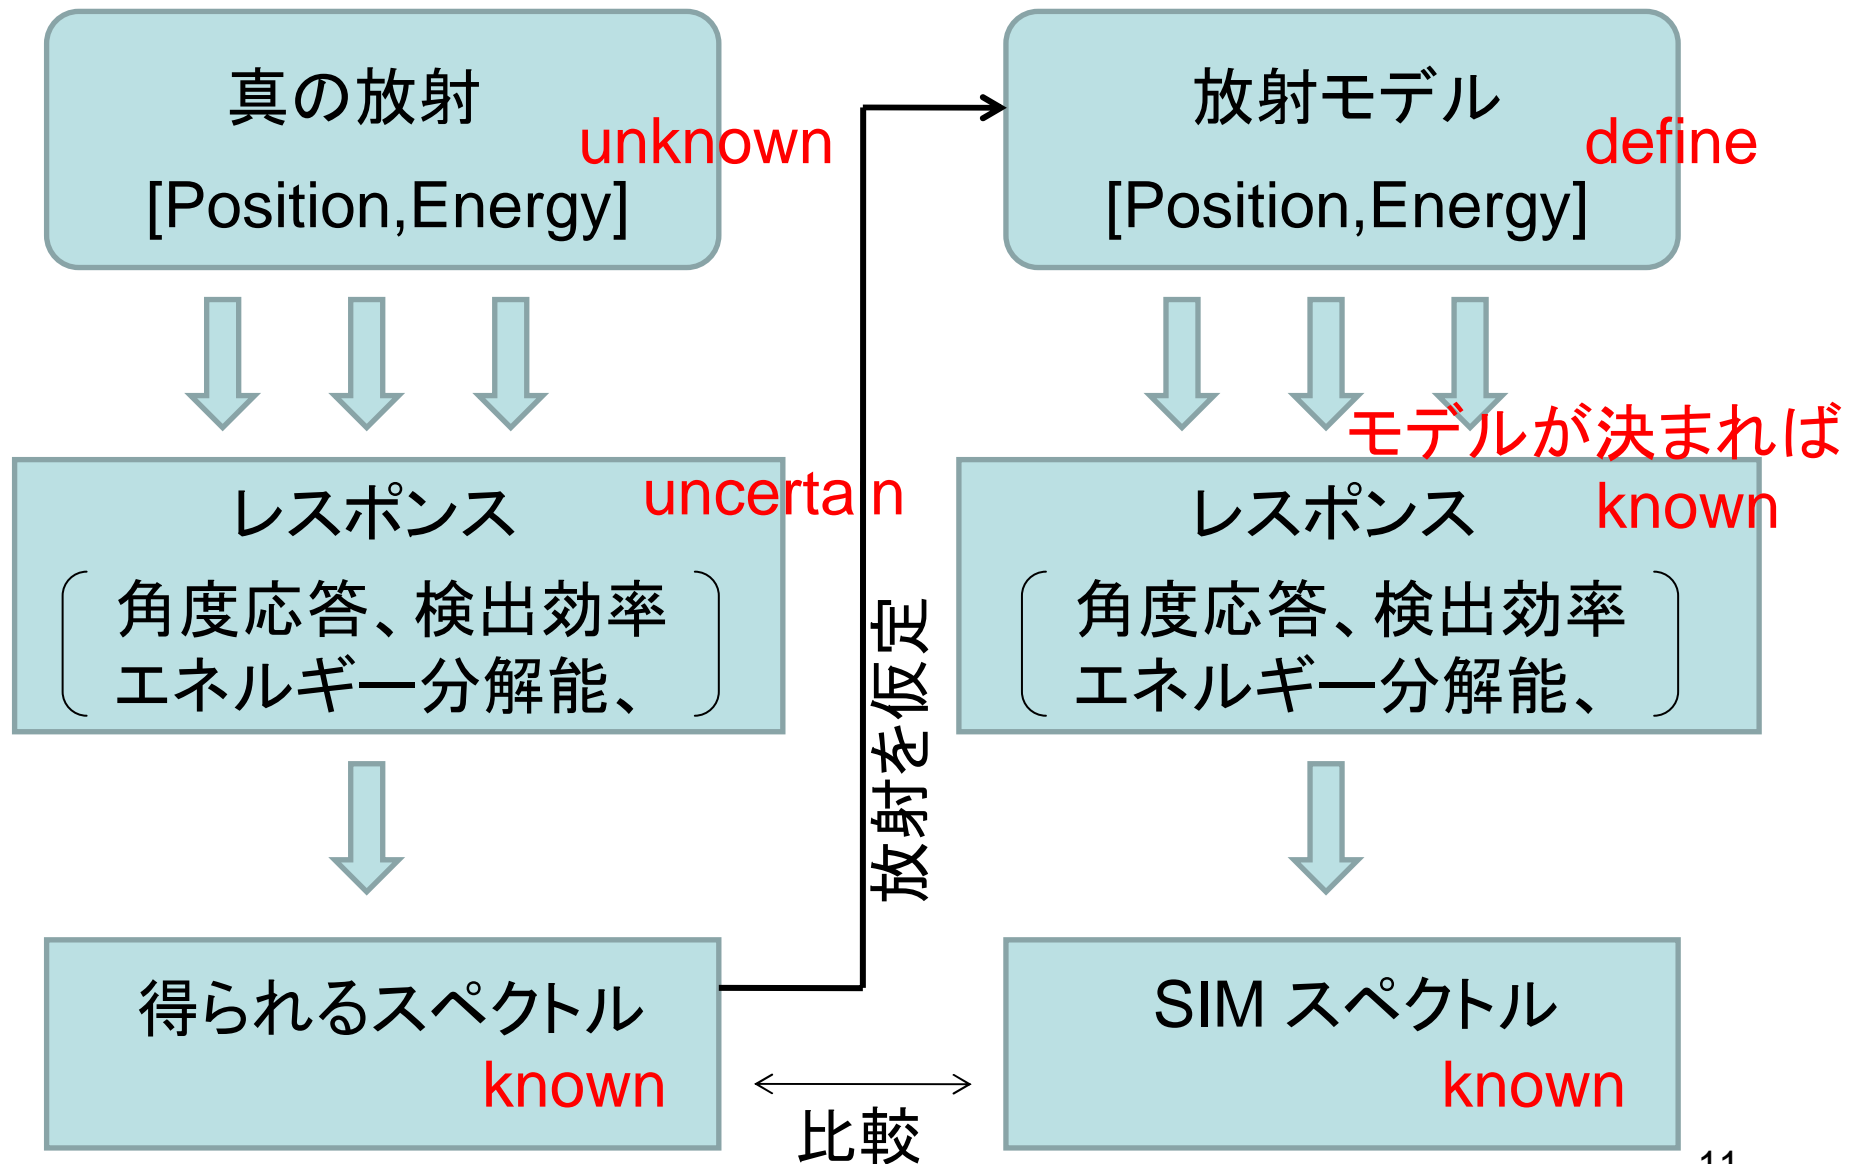 真の放射
unknown
[Position,Energy]
レスポンス
uncerta n
角度応答、検出効率
エネルギー分解能、
得られるスペクトル
known
放射を仮定
比較
放射モデル
define
[Position,Energy]
モデルが決まれば
known
レスポンス
角度応答、検出効率
エネルギー分解能、
SIM スペクトル
known
11